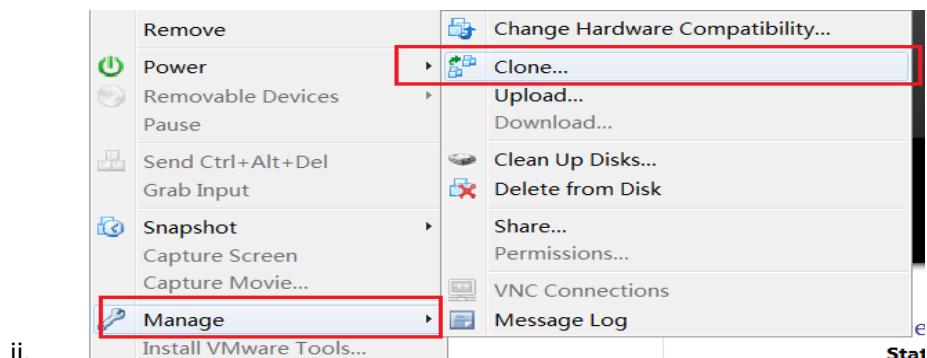 Remove
Power
Removable Devices
Pause
Send Ctrl+Alt+Del
Grab Input
Snapshot
Capture Screen
Capture Movie...
Manage
Install VMware Tools...
Change Hardware Compatibility...
Clone...
Upload...
Download...
Clean Up Disks...
Delete from Disk
Share...
Permissions...
VNC Connections
Message Log
ii.
e
Stat